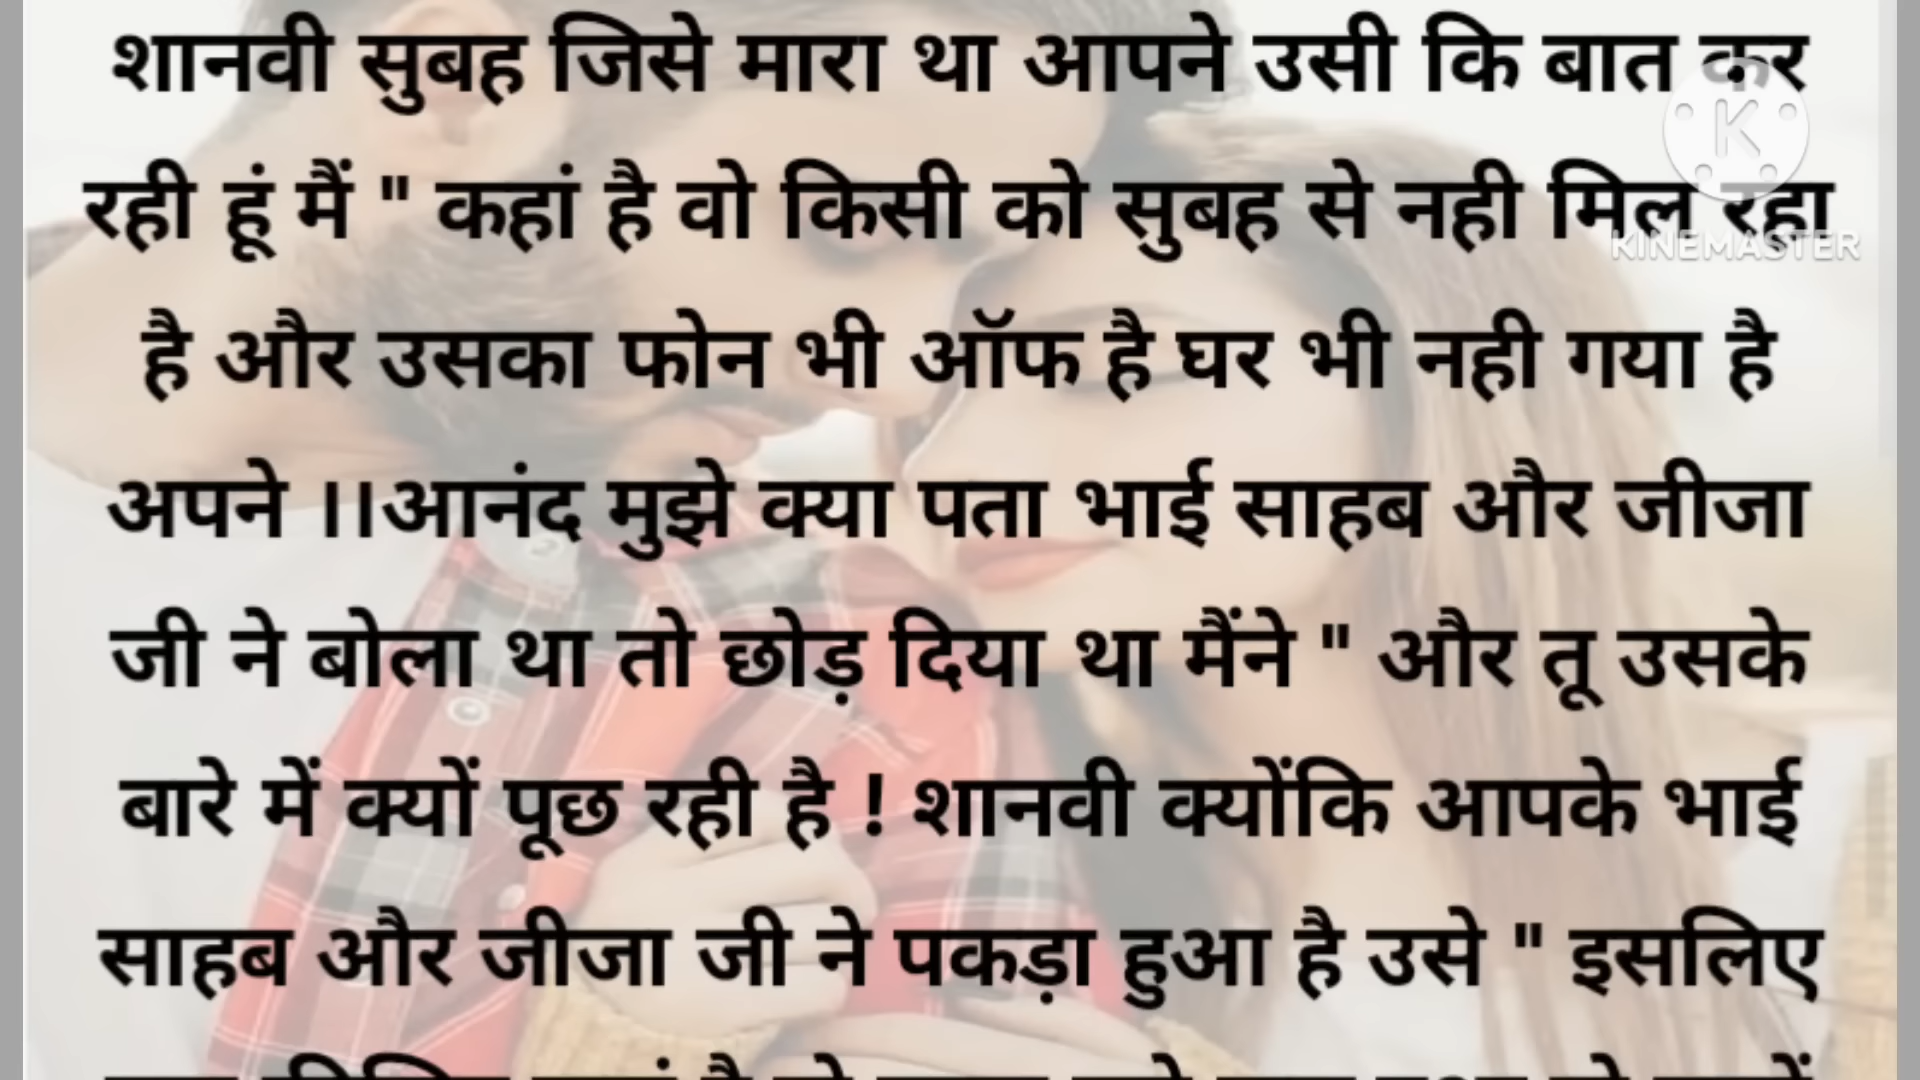 शानवी सुबह जिसे मारा था आपने उसी कि बात कर
रही हूं मैं " कहां है वो किसी को सुबह से नही मिल रहा
है और उसका फोन भी ऑफ है घर भी नही गया है
अपने ।।आनंद मुझे क्या पता भाई साहब और जीजा
जी ने बोला था तो छोड़ दिया था मैंने " और तू उसके
बारे में क्यों पूछ रही है ! शानवी क्योंकि आपके भाई
साहब और जीजा जी ने पकड़ा हुआ है उसे " इसलिए
K
KINEMASTER